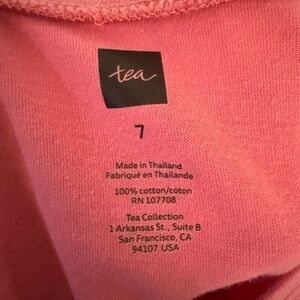 tea
7
Made in Thailand
Fabriqué en Thaïlande
100% cotton/coton
RN 107708
Tea Collection
1 Arkansas St., Suite B
San Francisco, CA
94107 USA